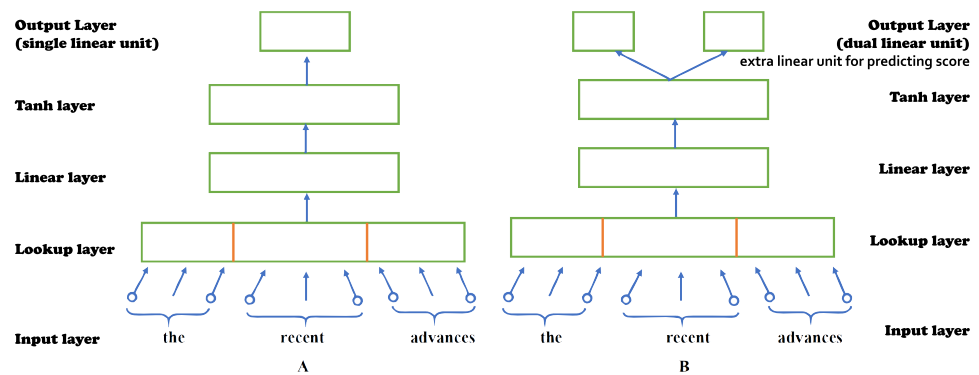 Output Layer
(single linear unit)
Tanh layer
Linear layer
Lookup layer
Input layer
the
recent
advances
A
Output Layer
(dual linear unit)
extra linear unit for predicting score
Tanh layer
Linear layer
Lookup layer
Input layer
the
recent
advances
B